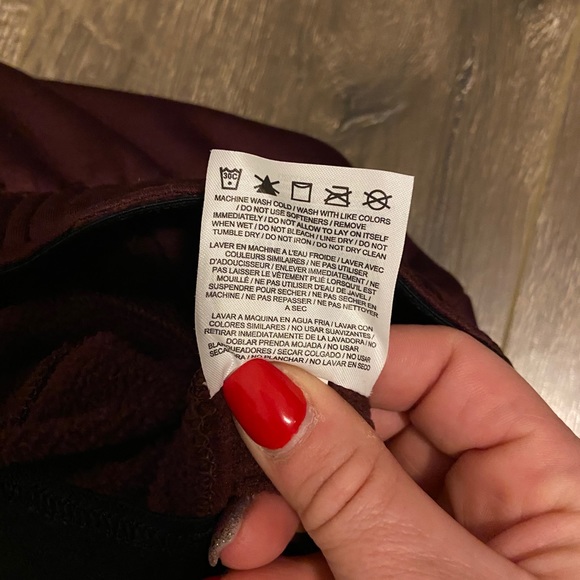 30C
MACHINE WASH COLD / WASH WITH LIKE COLORS
/ DO NOT USE SOFTENERS / REMOVE
IMMEDIATELY / DO NOT ALLOW TO LAY ON ITSELF
WHEN WET / DO NOT BLEACH / LINE DRY / DO NOT
TUMBLE DRY / DO NOT IRON / DO NOT DRY CLEAN
LAVER EN MACHINE A L'EAU FROIDE / LAVER AVEC
COULEURS SIMILAIRES / NE PAS UTILISER
D'ADOUCISSEUR / ENLEVER IMMEDIATEMENT / NE
PAS LAISSER LE VÊTEMENT PLIÉ LORSQU'IL EST
MOUILLÉ / NE PAS UTILISER D'EAU DE JAVEL /
SUSPENDRE POUR SECHER / NE PAS SECHER EN
MACHINE / NE PAS REPASSER / NE PAS NETTOYER
A SEC
LAVAR A MAQUINA EN AGUA FRIA / LAVAR CON
COLORES SIMILARES / NO USAR SUAVIZANTES /
RETIRAR INMEDIATAMENTE DE LA LAVADORA / NO
DOBLAR PRENDA MOJADA / NO USAR
BLANQUEADORES / SECAR COLGADO / NO USAR
SECADORA / NO PLANCHAR / NO LAVAR EN SECO